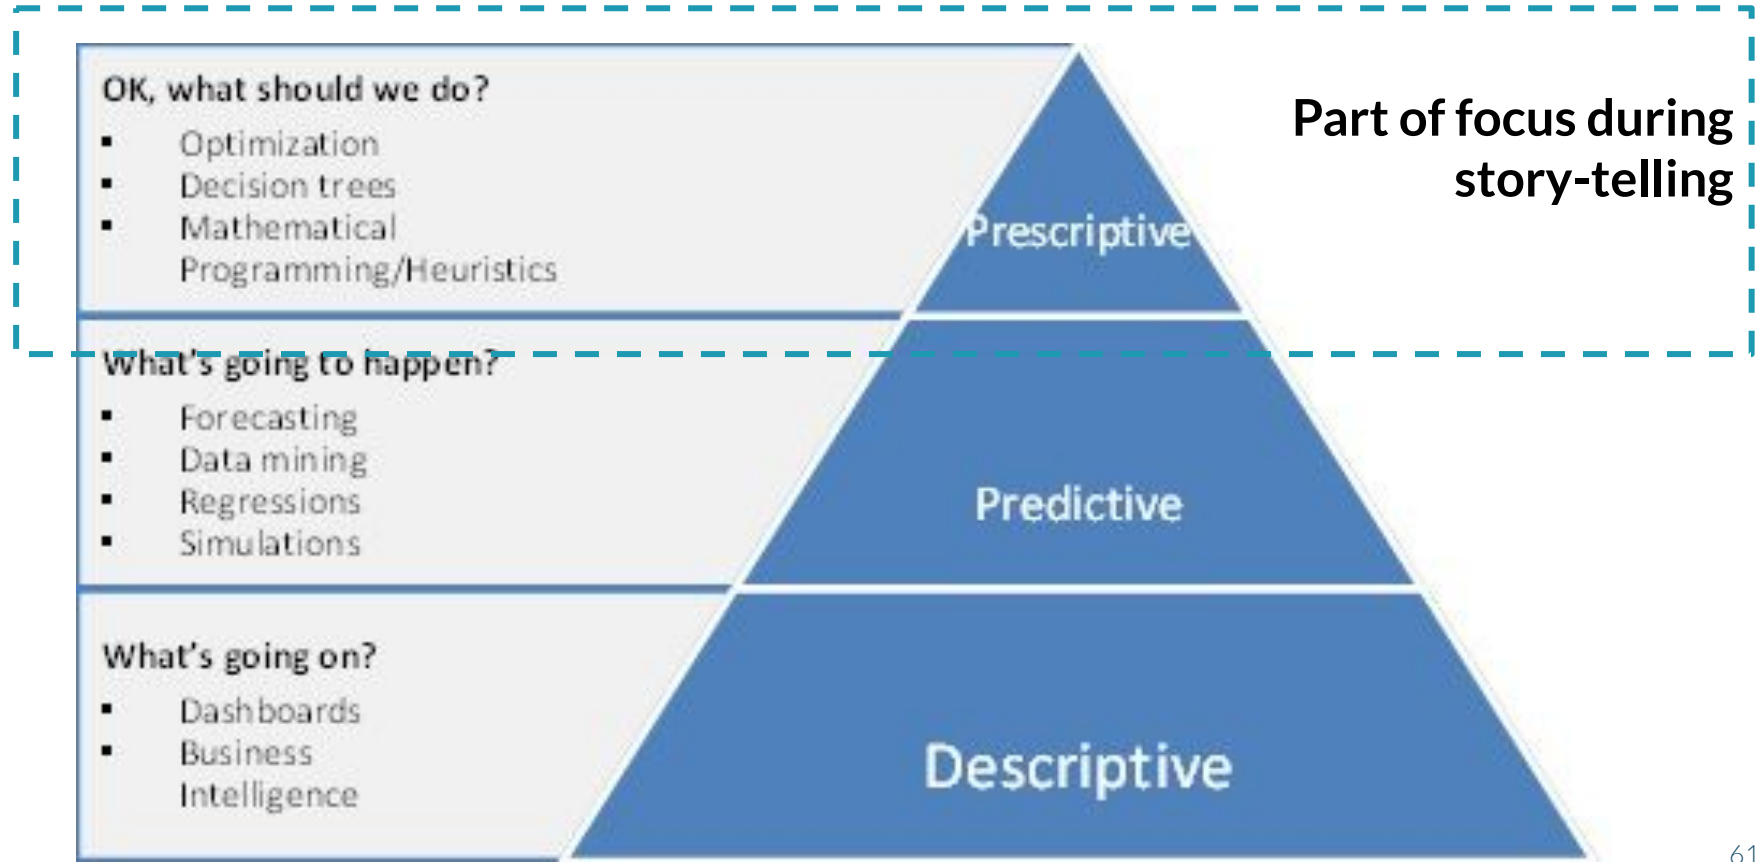 OK, what should we do?
▪ Optimization
▪ Decision trees
▪ Mathematical
Programming/Heuristics
Prescriptive
Part of focus during
story-telling
What's going to happen?
▪ Forecasting
▪ Data mining
▪ Regressions
▪ Simulations
Predictive
What's going on?
▪ Dashboards
▪ Business
Intelligence
Descriptive
61